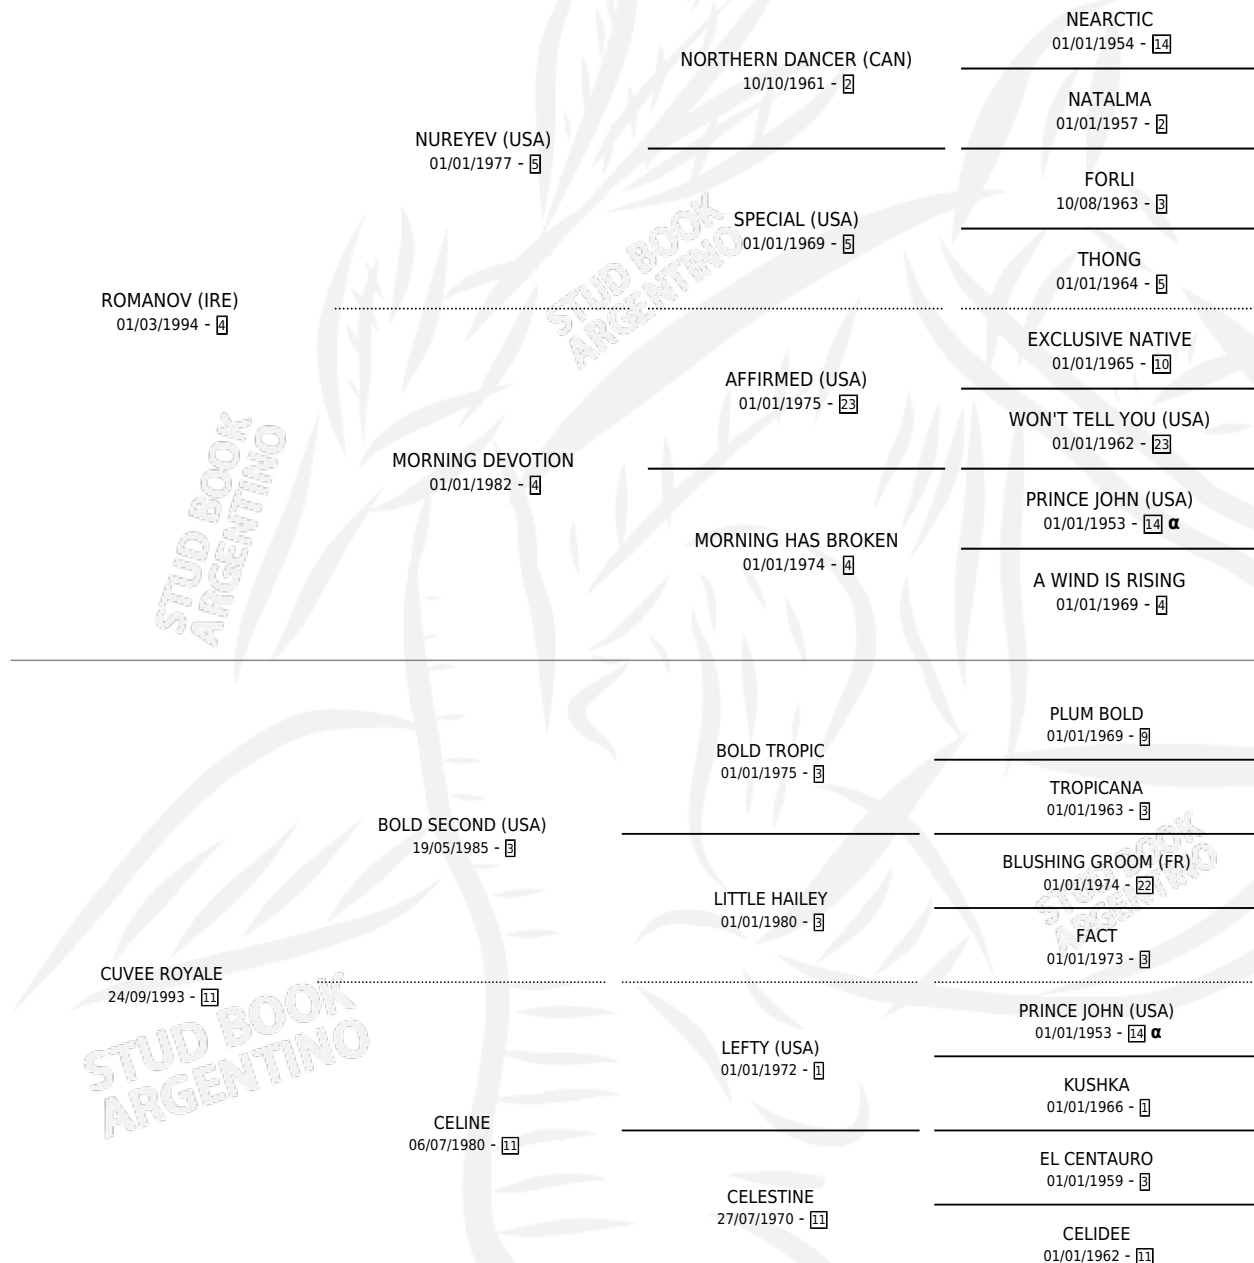 NEARCTIC
01/01/1954 - 14
NORTHERN DANCER (CAN)
10/10/1961 - 2
NATALMA
01/01/1957 - 2
NUREYEV (USA)
01/01/1977 - 5
FORLI
10/08/1963 - 3
SPECIAL (USA)
01/01/1969 - 5
THONG
01/01/1964 - 5
ROMANOV (IRE)
01/03/1994 - 4
EXCLUSIVE NATIVE
01/01/1965 - 10
AFFIRMED (USA)
01/01/1975 - 23
WON'T TELL YOU (USA)
01/01/1962 - 23
MORNING DEVOTION
01/01/1982 - 4
PRINCE JOHN (USA)
01/01/1953 - 14 α
MORNING HAS BROKEN
01/01/1974 - 4
A WIND IS RISING
01/01/1969 - 4
PLUM BOLD
01/01/1969 - 9
BOLD TROPIC
01/01/1975 - 3
TROPICANA
01/01/1963 - 3
BOLD SECOND (USA)
19/05/1985 - 3
BLUSHING GROOM (FR)
01/01/1974 - 22
LITTLE HAILEY
01/01/1980 - 3
FACT
01/01/1973 - 3
CUVEE ROYALE
24/09/1993 - 11
PRINCE JOHN (USA)
01/01/1953 - 14 α
LEFTY (USA)
01/01/1972 - 1
KUSHKA
01/01/1966 - 1
CELINE
06/07/1980 - 11
EL CENTAURO
01/01/1959 - 3
CELESTINE
27/07/1970 - 11
CELIDEE
01/01/1962 - 11
STUD BOOK
ARGENTINO
STUD BOOK
ARGENTINO
STUD BOOK
ARGENTINO
STUD BOOK
ARGENTINO